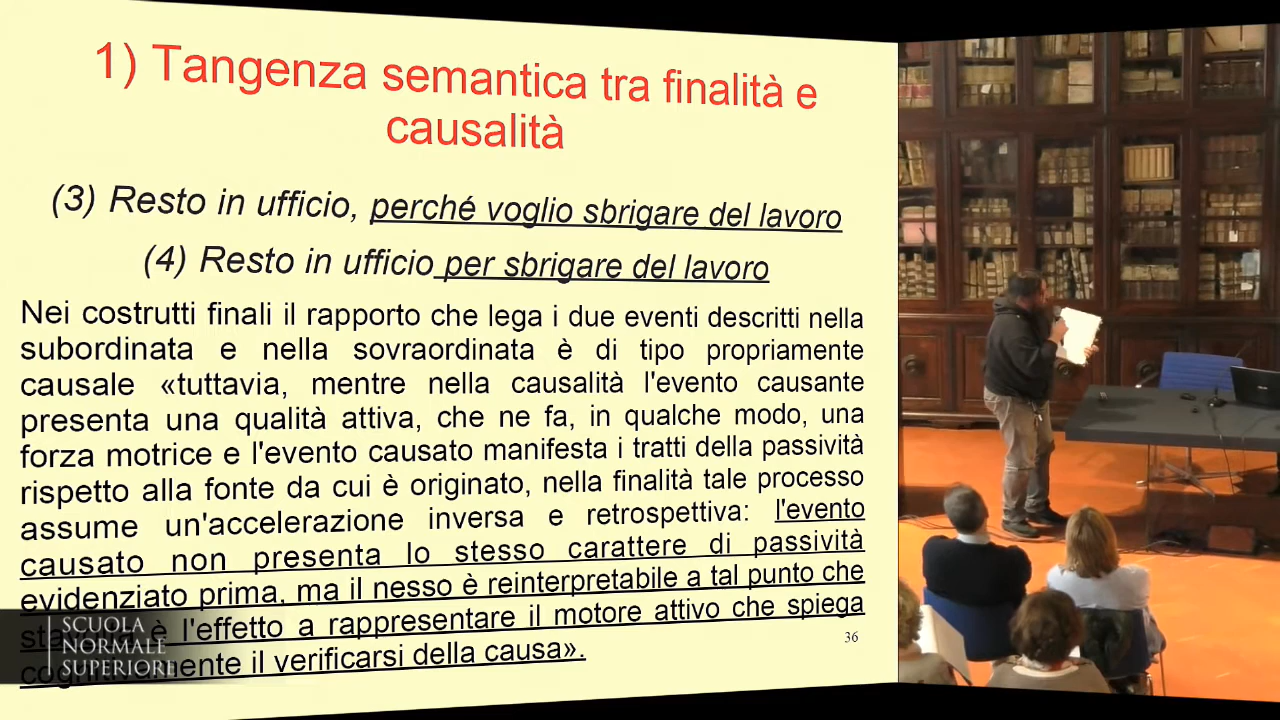 1) Tangenza semantica tra finalità e
causalità
(3) Resto in ufficio, perché voglio sbrigare del lavoro
(4) Resto in ufficio per sbrigare del lavoro
Nei costrutti finali il rapporto che lega i due eventi descritti nella
subordinata e nella sovraordinata è di tipo propriamente
causale «tuttavia, mentre nella causalità l'evento causante
presenta una qualità attiva, che ne fa, in qualche modo, una
forza motrice e l'evento causato manifesta i tratti della passività
rispetto alla fonte da cui è originato, nella finalità tale processo
assume un'accelerazione inversa e retrospettiva: l'evento
causato non presenta lo stesso carattere di passività
evidenziato prima, ma il nesso è reinterpretabile a tal punto che
è l'effetto a rappresentare il motore attivo che spiega
il verificarsi della causa».
36
SCUOLA
NORMALE
SUPERIORE